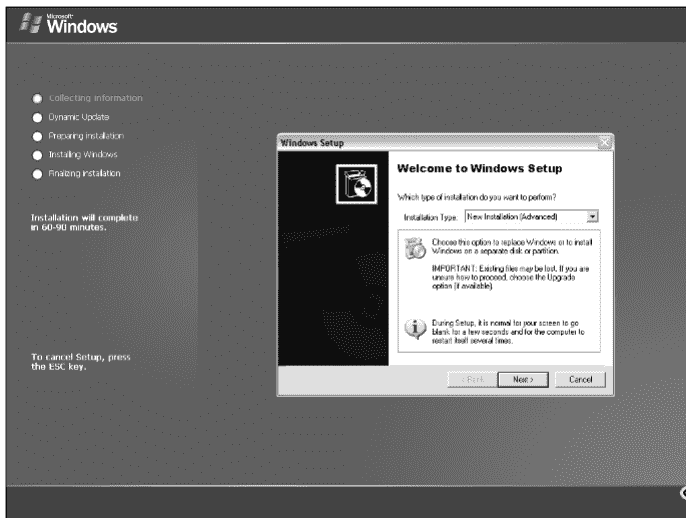 Microsoft
Windows
Collecting information
Dynamic Update
Preparing installation
Installing Windows
Finalizing installation
Installation will complete
in 60-90 minutes.
To cancel Setup, press
the ESC key.
Windows Setup
Welcome to Windows Setup
Which type of installation do you want to perform?
Installation Type: New Installation (Advanced)
Choose this option to replace Windows or to install
Windows on a separate disk or partition.
IMPORTANT: Existing files may be lost. If you are
unsure how to proceed, choose the Upgrade
option (if available).
During Setup, it is normal for your screen to go
blank for a few seconds and for the computer to
restart itself several times.
< Back Next > Cancel